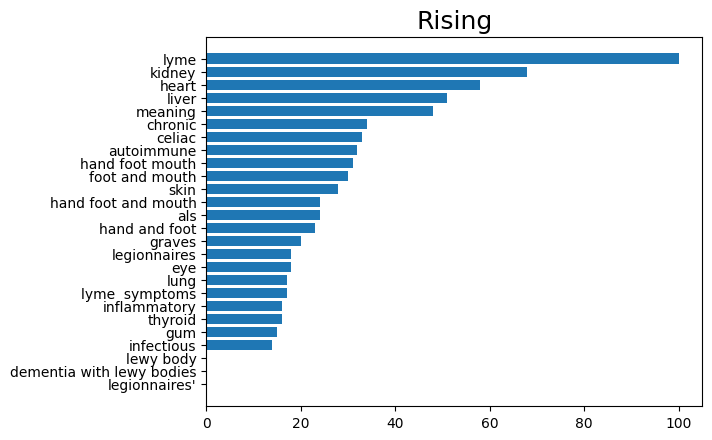 Rising
lyme
kidney
heart
liver
meaning
chronic
celiac
autoimmune
hand foot mouth
foot and mouth
skin
hand foot and mouth
als
hand and foot
graves
legionnaires
eye
lung
lyme  symptoms
inflammatory
thyroid
gum
infectious
lewy body
dementia with lewy bodies
legionnaires'
0 20 40 60 80 100